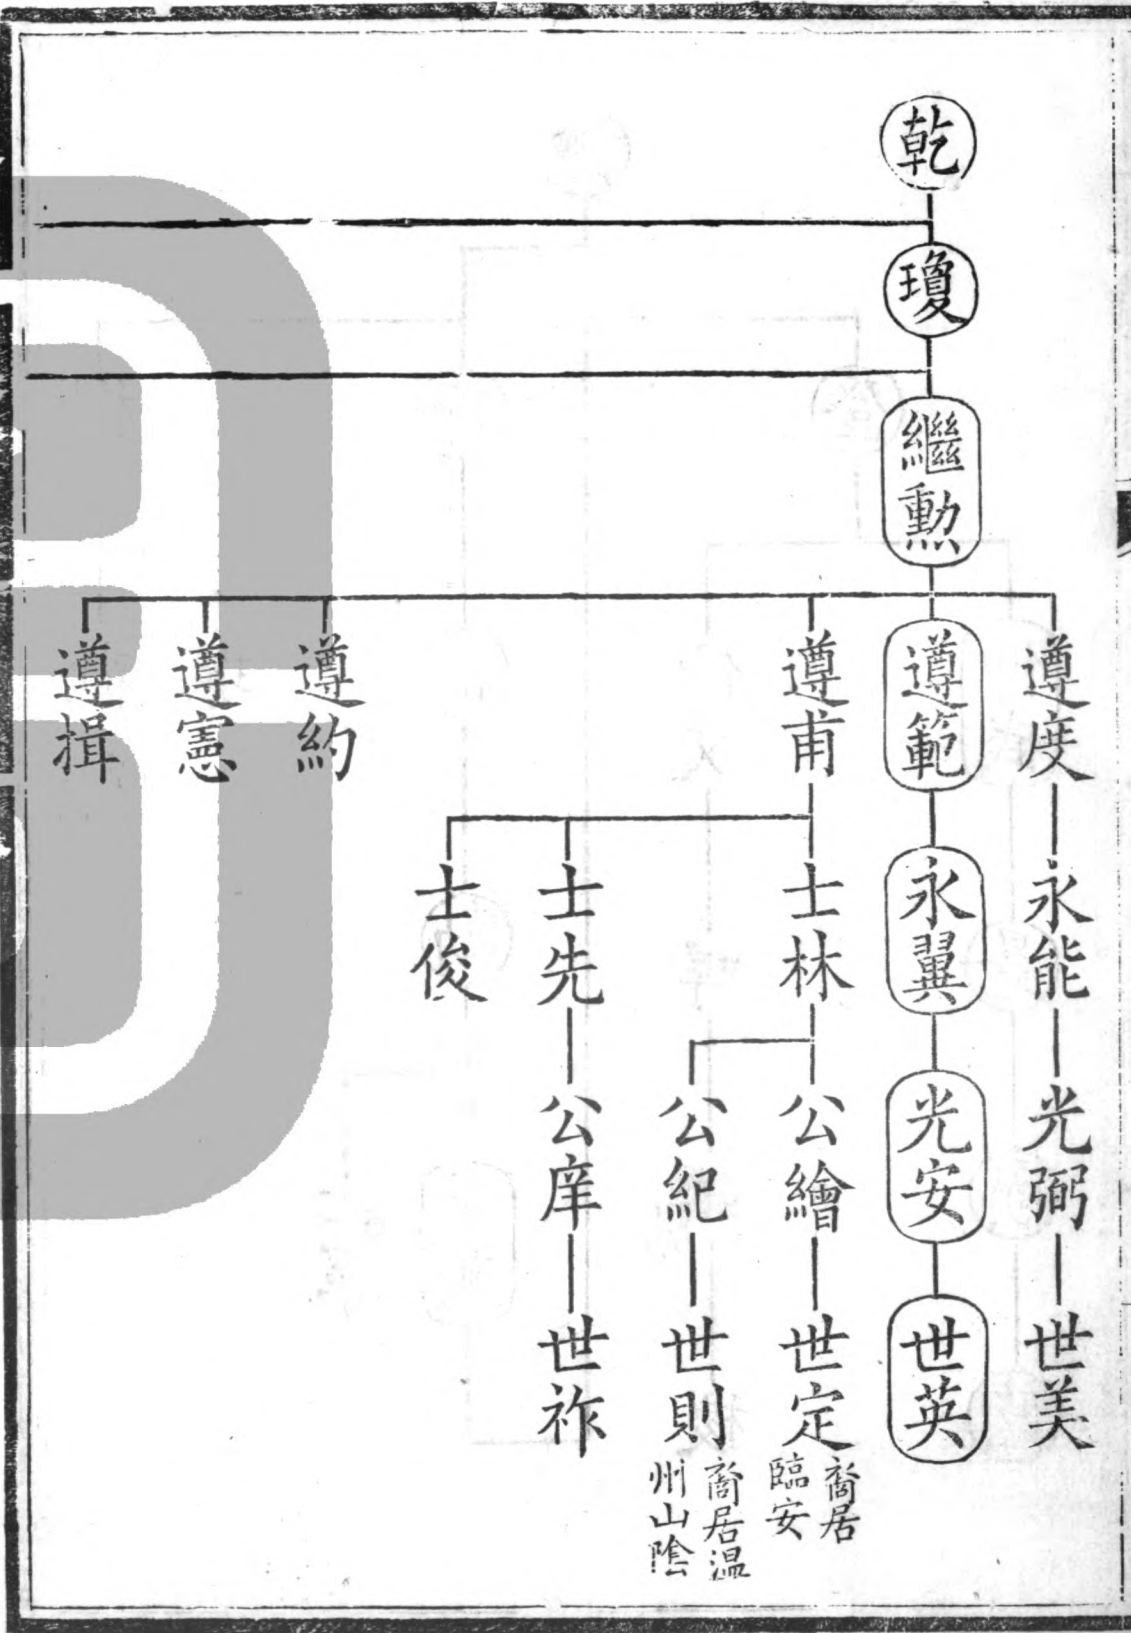 乾
瓊
繼勳
遵度
永能
光弼
世美
遵範
永翼
光安
世英
遵甫
士林
公繪
世定
裔居
臨安
公紀
世則
裔居溫
州山陰
士先
公庠
世祚
士俊
遵約
遵憲
遵揖